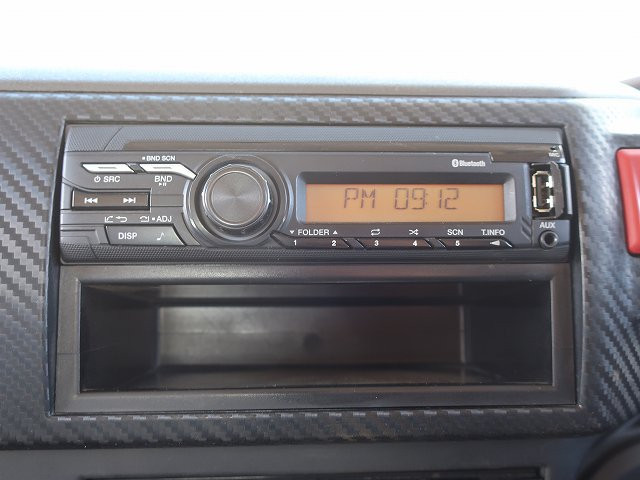 BND SCN
Bluetooth
SRC
BND
PM 09:12
ADJ
AUX
DISP
FOLDER
SCN
T.INFO
1 2 3 4 5